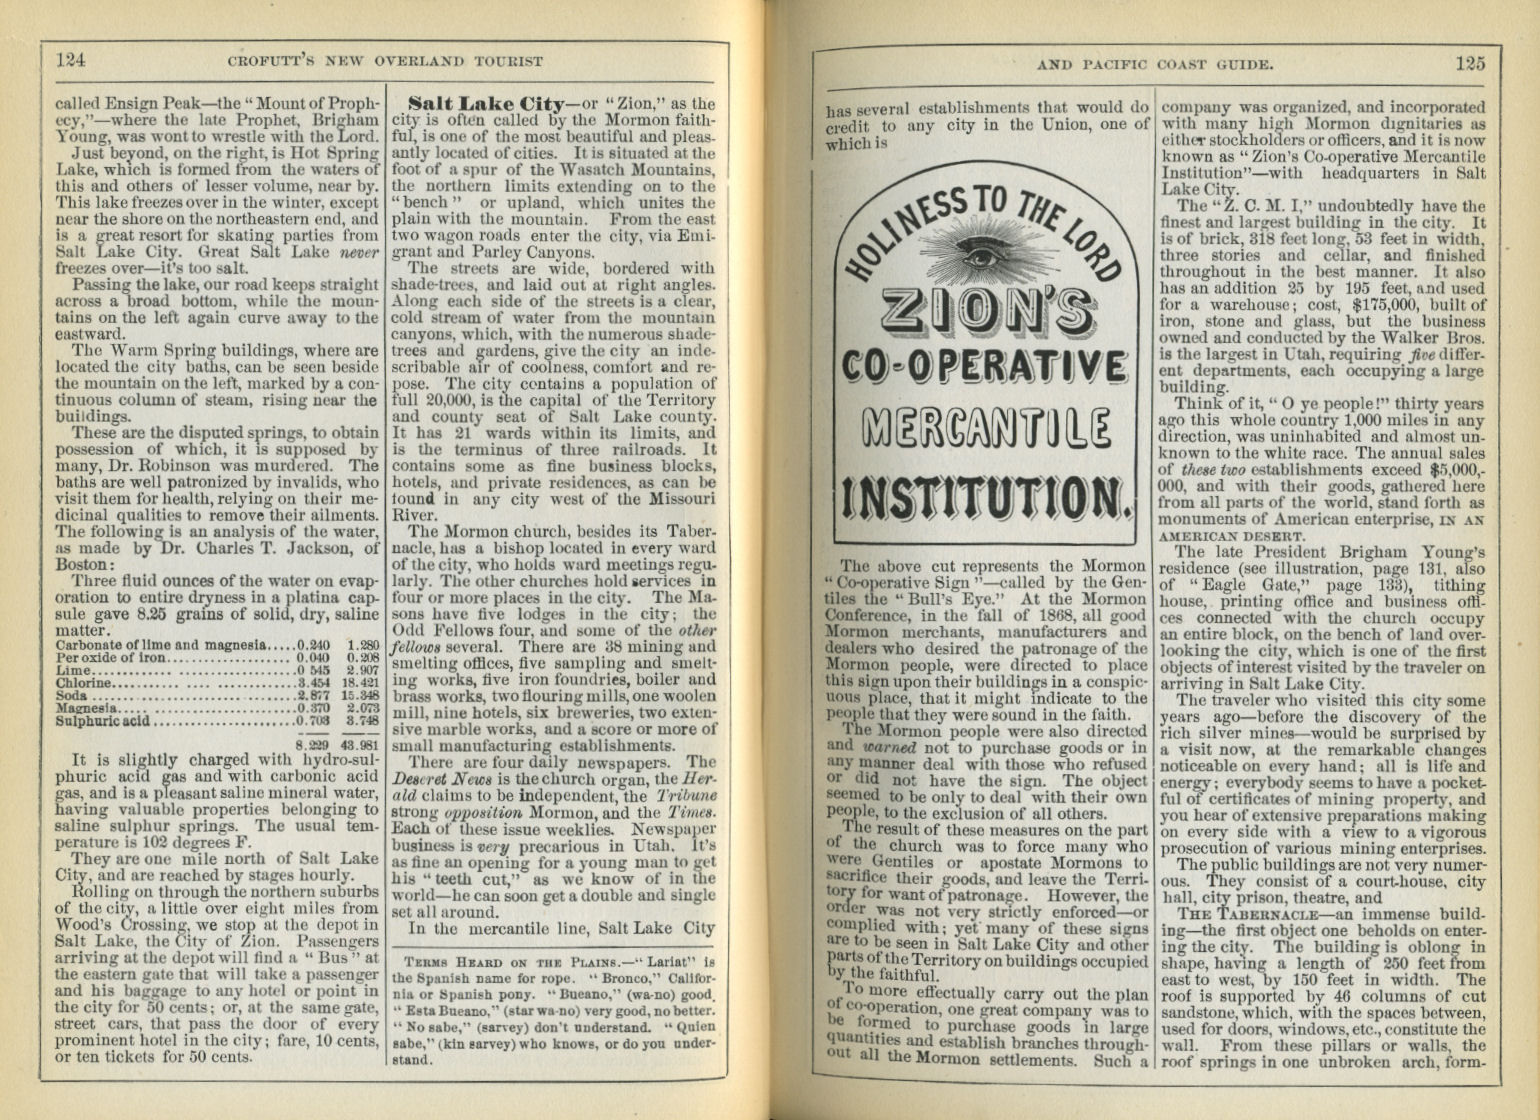 124
CROFUTT'S NEW OVERLAND TOURIST
called Ensign Peak—the "Mount of Proph-
ecy,"—where the late Prophet, Brigham
Young, was wont to wrestle with the Lord.
Just beyond, on the right, is Hot Spring
Lake, which is formed from the waters of
this and others of lesser volume, near by.
This lake freezes over in the winter, except
near the shore on the northeastern end, and
is a great resort for skating parties from
Salt Lake City. Great Salt Lake never
freezes over—it's too salt.
Passing the lake, our road keeps straight
across a broad bottom, while the moun-
tains on the left again curve away to the
eastward.
The Warm Spring buildings, where are
located the city baths, can be seen beside
the mountain on the left, marked by a con-
tinuous column of steam, rising near the
buildings.
These are the disputed springs, to obtain
possession of which, it is supposed by
many, Dr. Robinson was murdered. The
baths are well patronized by invalids, who
visit them for health, relying on their me-
dicinal qualities to remove their ailments.
The following is an analysis of the water,
as made by Dr. Charles T. Jackson, of
Boston:
Three fluid ounces of the water on evap-
oration to entire dryness in a platina cap-
sule gave 8.25 grains of solid, dry, saline
matter.
Carbonate of lime and magnesia.....0.240 1.280
Per oxide of iron....................0.040 0.208
Lime............ .......................0 545 2.907
Chlorine............ .... ..............3.454 18.421
Soda ..................................2.877 15.348
Magnesia..... .........................0.370 2.073
Sulphuric acid .......................0.703 3.748
8.229 43.981
It is slightly charged with hydro-sul-
phuric acid gas and with carbonic acid
gas, and is a pleasant saline mineral water,
having valuable properties belonging to
saline sulphur springs. The usual tem-
perature is 102 degrees F.
They are one mile north of Salt Lake
City, and are reached by stages hourly.
Rolling on through the northern suburbs
of the city, a little over eight miles from
Wood's Crossing, we stop at the depot in
Salt Lake, the City of Zion. Passengers
arriving at the depot will find a "Bus" at
the eastern gate that will take a passenger
and his baggage to any hotel or point in
the city for 50 cents; or, at the same gate,
street cars, that pass the door of every
prominent hotel in the city; fare, 10 cents,
or ten tickets for 50 cents.
Salt Lake City—or "Zion," as the
city is often called by the Mormon faith-
ful, is one of the most beautiful and pleas-
antly located of cities. It is situated at the
foot of a spur of the Wasatch Mountains,
the northern limits extending on to the
"bench" or upland, which unites the
plain with the mountain. From the east
two wagon roads enter the city, via Emi-
grant and Parley Canyons.
The streets are wide, bordered with
shade-trees, and laid out at right angles.
Along each side of the streets is a clear,
cold stream of water from the mountain
canyons, which, with the numerous shade-
trees and gardens, give the city an inde-
scribable air of coolness, comfort and re-
pose. The city contains a population of
full 20,000, is the capital of the Territory
and county seat of Salt Lake county.
It has 21 wards within its limits, and
is the terminus of three railroads. It
contains some as fine business blocks,
hotels, and private residences, as can be
found in any city west of the Missouri
River.
The Mormon church, besides its Taber-
nacle, has a bishop located in every ward
of the city, who holds ward meetings regu-
larly. The other churches hold services in
four or more places in the city. The Ma-
sons have five lodges in the city; the
Odd Fellows four, and some of the other
fellows several. There are 38 mining and
smelting offices, five sampling and smelt-
ing works, five iron foundries, boiler and
brass works, two flouring mills, one woolen
mill, nine hotels, six breweries, two exten-
sive marble works, and a score or more of
small manufacturing establishments.
There are four daily newspapers. The
Deseret News is the church organ, the Her-
ald claims to be independent, the Tribune
strong opposition Mormon, and the Times.
Each of these issue weeklies. Newspaper
business is very precarious in Utah. It's
as fine an opening for a young man to get
his "teeth cut," as we know of in the
world—he can soon get a double and single
set all around.
In the mercantile line, Salt Lake City
TERMS HEARD ON THE PLAINS.—"Lariat" is
the Spanish name for rope. "Bronco," Califor-
nia or Spanish pony. "Bueano," (wa-no) good.
"Esta Bueano," (star wa-no) very good, no better.
"No sabe," (sarvey) don't understand. "Quien
sabe," (kin sarvey) who knows, or do you under-
stand.
AND PACIFIC COAST GUIDE.
125
has several establishments that would do
credit to any city in the Union, one of
which is
HOLINESS TO THE LORD
ZION'S
CO-OPERATIVE
MERCANTILE
INSTITUTION.
The above cut represents the Mormon
"Co-operative Sign"—called by the Gen-
tiles the "Bull's Eye." At the Mormon
Conference, in the fall of 1868, all good
Mormon merchants, manufacturers and
dealers who desired the patronage of the
Mormon people, were directed to place
this sign upon their buildings in a conspic-
uous place, that it might indicate to the
people that they were sound in the faith.
The Mormon people were also directed
and warned not to purchase goods or in
any manner deal with those who refused
or did not have the sign. The object
seemed to be only to deal with their own
people, to the exclusion of all others.
The result of these measures on the part
of the church was to force many who
were Gentiles or apostate Mormons to
sacrifice their goods, and leave the Terri-
tory for want of patronage. However, the
order was not very strictly enforced—or
complied with; yet many of these signs
are to be seen in Salt Lake City and other
parts of the Territory on buildings occupied
by the faithful.
To more effectually carry out the plan
of co-operation, one great company was to
be formed to purchase goods in large
quantities and establish branches through-
out all the Mormon settlements. Such a
company was organized, and incorporated
with many high Mormon dignitaries as
either stockholders or officers, and it is now
known as "Zion's Co-operative Mercantile
Institution"—with headquarters in Salt
Lake City.
The "Z. C. M. I," undoubtedly have the
finest and largest building in the city. It
is of brick, 318 feet long, 53 feet in width,
three stories and cellar, and finished
throughout in the best manner. It also
has an addition 25 by 195 feet, and used
for a warehouse; cost, $175,000, built of
iron, stone and glass, but the business
owned and conducted by the Walker Bros.
is the largest in Utah, requiring five differ-
ent departments, each occupying a large
building.
Think of it, "O ye people!" thirty years
ago this whole country 1,000 miles in any
direction, was uninhabited and almost un-
known to the white race. The annual sales
of these two establishments exceed $5,000,-
000, and with their goods, gathered here
from all parts of the world, stand forth as
monuments of American enterprise, IN AN
AMERICAN DESERT.
The late President Brigham Young's
residence (see illustration, page 131, also
of "Eagle Gate," page 133), tithing
house, printing office and business offi-
ces connected with the church occupy
an entire block, on the bench of land over-
looking the city, which is one of the first
objects of interest visited by the traveler on
arriving in Salt Lake City.
The traveler who visited this city some
years ago—before the discovery of the
rich silver mines—would be surprised by
a visit now, at the remarkable changes
noticeable on every hand; all is life and
energy; everybody seems to have a pocket-
ful of certificates of mining property, and
you hear of extensive preparations making
on every side with a view to a vigorous
prosecution of various mining enterprises.
The public buildings are not very numer-
ous. They consist of a court-house, city
hall, city prison, theatre, and
THE TABERNACLE—an immense build-
ing—the first object one beholds on enter-
ing the city. The building is oblong in
shape, having a length of 250 feet from
east to west, by 150 feet in width. The
roof is supported by 46 columns of cut
sandstone, which, with the spaces between,
used for doors, windows, etc., constitute the
wall. From these pillars or walls, the
roof springs in one unbroken arch, form-